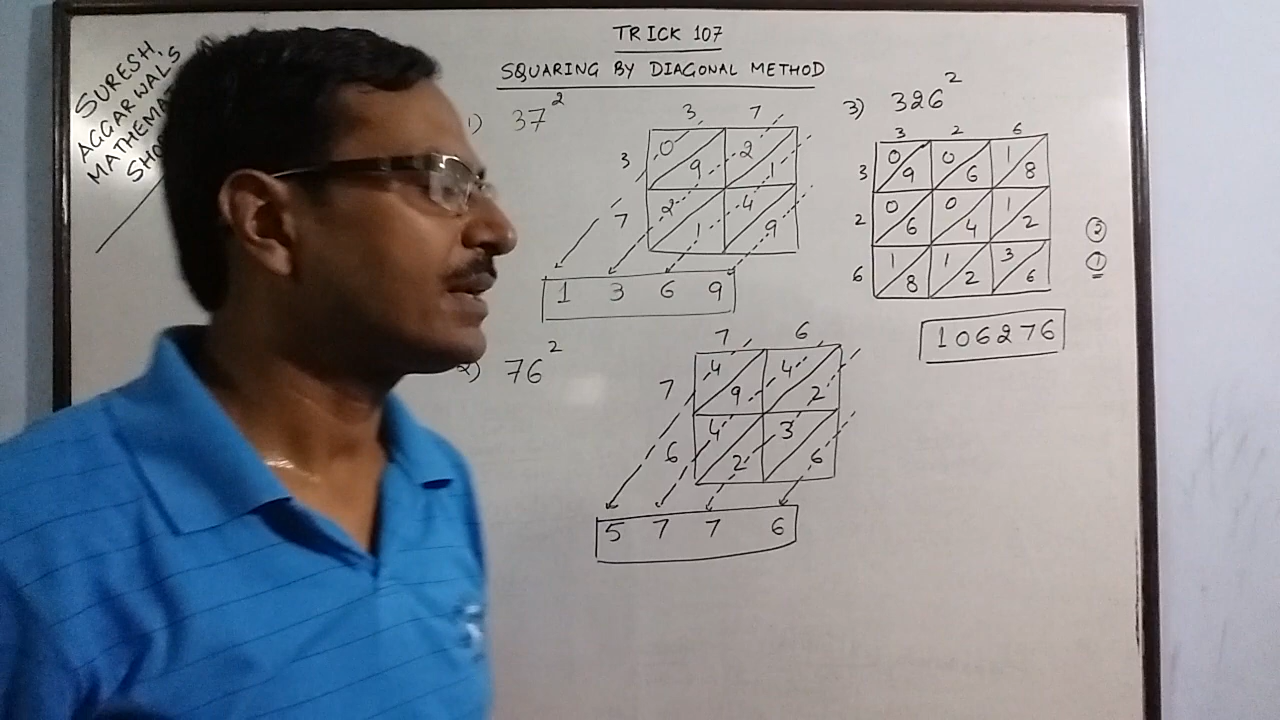 SURESH
AGGARWAL'S
MATHEMA
SHO
TRICK 107
SQUARING BY DIAGONAL METHOD
1) 37²
3 7
3 0 9 2 1
7 2 1 4 9
1 3 6 9
2) 76²
7 6
7 4 9 4 2
6 4 2 3 6
5 7 7 6
3) 326²
3 2 6
3 0 9 0 6 1 8
2 0 6 0 4 1 2
6 1 8 1 2 3 6
② 
①
106276